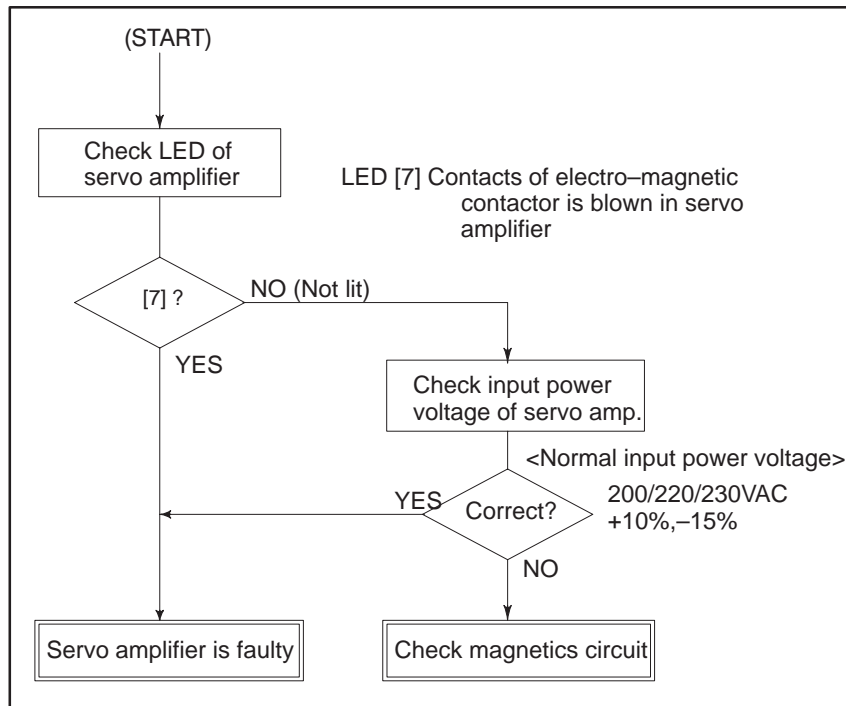 (START)
Check LED of
servo amplifier
LED [7] Contacts of electro–magnetic
contactor is blown in servo
amplifier
[7] ?
NO (Not lit)
YES
Check input power
voltage of servo amp.
<Normal input power voltage>
200/220/230VAC
+10%,–15%
YES
Correct?
NO
Servo amplifier is faulty
Check magnetics circuit